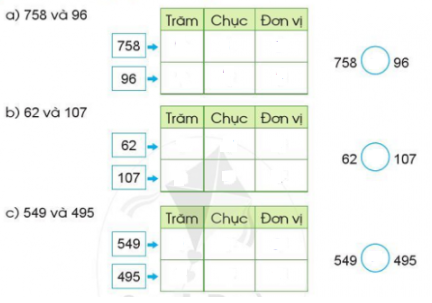 a) 758 và 96
Trăm Chục Đơn vị
758
96
758 96
b) 62 và 107
Trăm Chục Đơn vị
62
107
62 107
c) 549 và 495
Trăm Chục Đơn vị
549
495
549 495